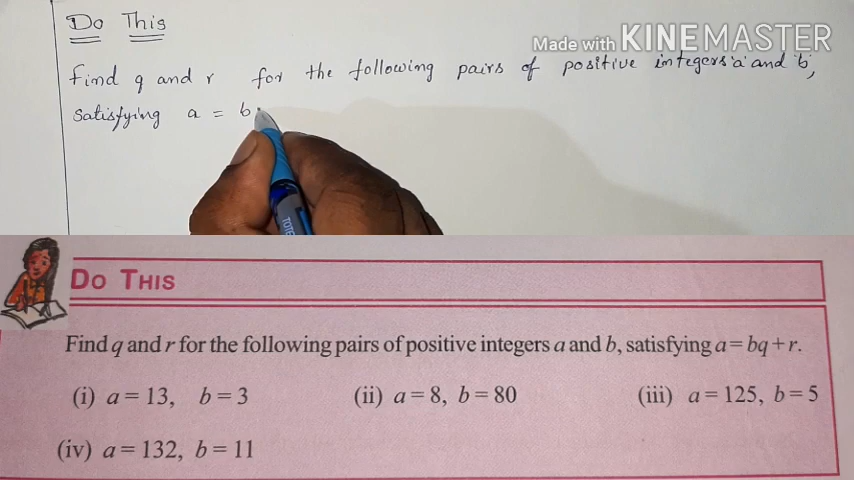 Do This
Made with KINEMASTER
Find q and r for the following pairs of positive integers 'a' and 'b',
satisfying a = b
Do This
Find q and r for the following pairs of positive integers a and b, satisfying a = bq + r.
(i) a = 13, b = 3 (ii) a = 8, b = 80 (iii) a = 125, b = 5
(iv) a = 132, b = 11